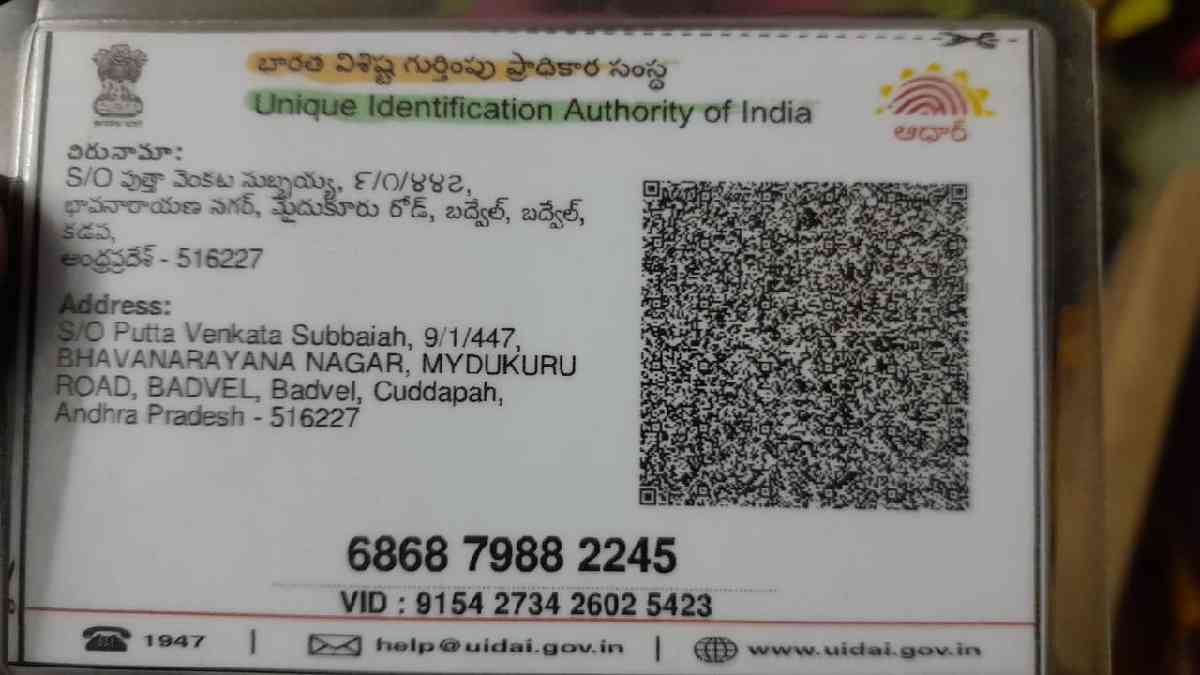 భారత విశిష్ట గుర్తింపు ప్రాధికార సంస్థ
Unique Identification Authority of India
ఆధార్
చిరునామా:
S/O పుత్తా వెంకట సుబ్బయ్య, ౯/౧/౪౪౭,
భావనారాయణ నగర్, మైదుకూరు రోడ్, బద్వేల్, బద్వేల్,
కడప,
ఆంధ్రప్రదేశ్ - 516227
Address:
S/O Putta Venkata Subbaiah, 9/1/447,
BHAVANARAYANA NAGAR, MYDUKURU
ROAD, BADVEL, Badvel, Cuddapah,
Andhra Pradesh - 516227
6868 7988 2245
VID : 9154 2734 2602 5423
1947 | help@uidai.gov.in | www.uidai.gov.in